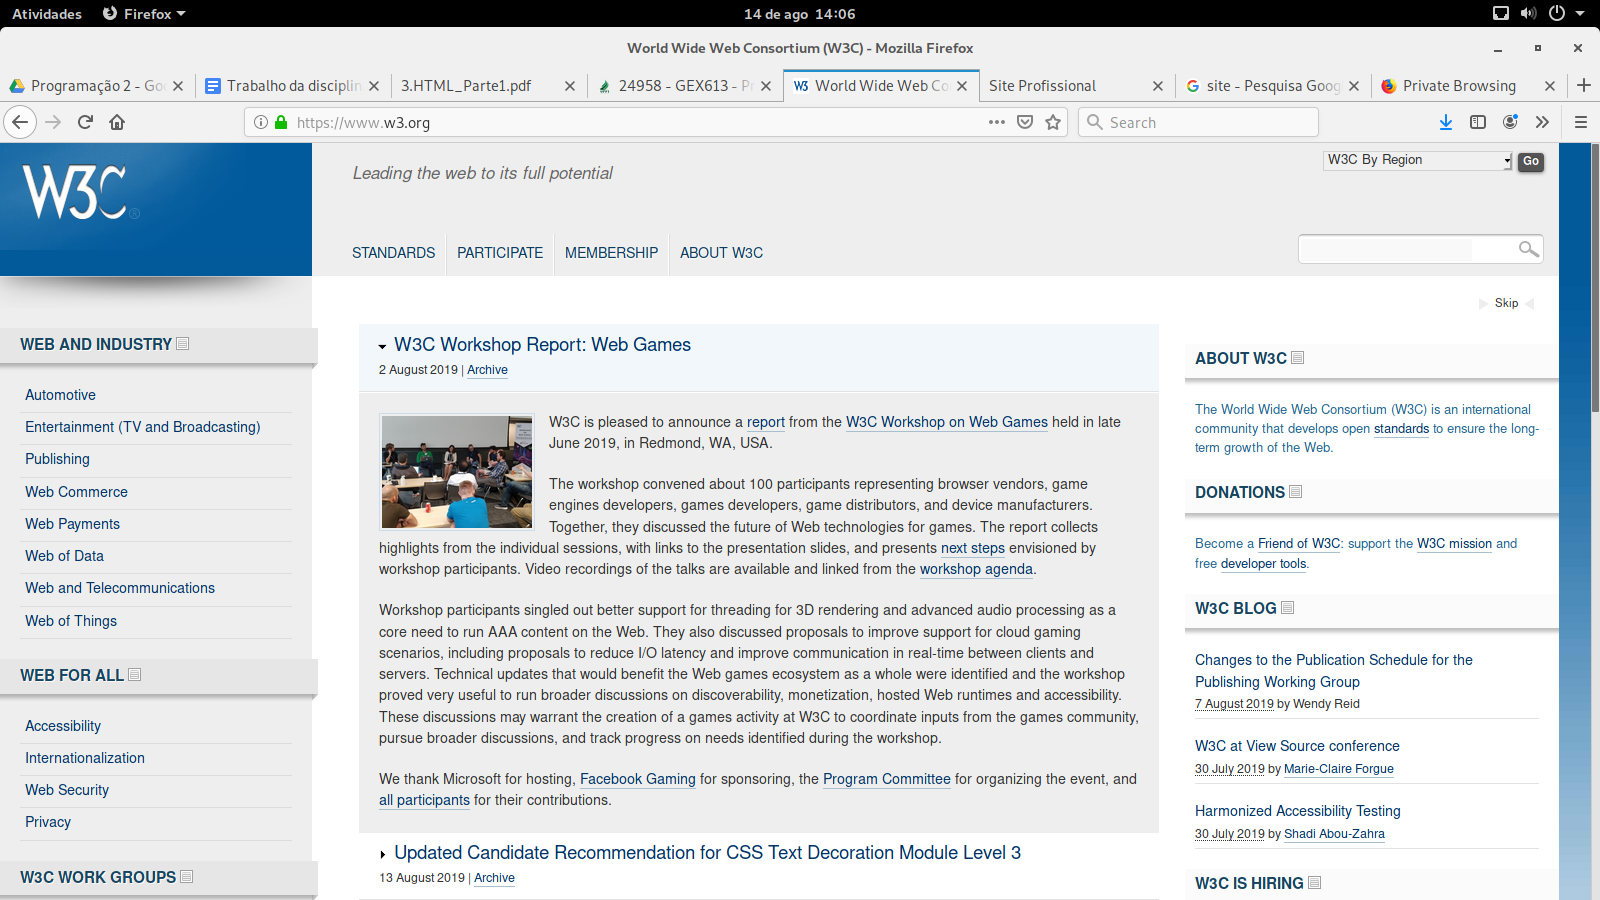 Atividades Firefox 14 de ago 14:06
World Wide Web Consortium (W3C) - Mozilla Firefox
Programação 2 - Goo Trabalho da disciplin 3.HTML_Parte1.pdf 24958 - GEX613 - P World Wide Web Co Site Profissional site - Pesquisa Goog Private Browsing
https://www.w3.org Search
W3C
Leading the web to its full potential
W3C By Region Go
STANDARDS PARTICIPATE MEMBERSHIP ABOUT W3C
Skip
WEB AND INDUSTRY
Automotive
Entertainment (TV and Broadcasting)
Publishing
Web Commerce
Web Payments
Web of Data
Web and Telecommunications
Web of Things
WEB FOR ALL
Accessibility
Internationalization
Web Security
Privacy
W3C WORK GROUPS
W3C Workshop Report: Web Games
2 August 2019 | Archive
W3C is pleased to announce a report from the W3C Workshop on Web Games held in late
June 2019, in Redmond, WA, USA.
The workshop convened about 100 participants representing browser vendors, game
engines developers, games developers, game distributors, and device manufacturers.
Together, they discussed the future of Web technologies for games. The report collects
highlights from the individual sessions, with links to the presentation slides, and presents next steps envisioned by
workshop participants. Video recordings of the talks are available and linked from the workshop agenda.
Workshop participants singled out better support for threading for 3D rendering and advanced audio processing as a
core need to run AAA content on the Web. They also discussed proposals to improve support for cloud gaming
scenarios, including proposals to reduce I/O latency and improve communication in real-time between clients and
servers. Technical updates that would benefit the Web games ecosystem as a whole were identified and the workshop
proved very useful to run broader discussions on discoverability, monetization, hosted Web runtimes and accessibility.
These discussions may warrant the creation of a games activity at W3C to coordinate inputs from the games community,
pursue broader discussions, and track progress on needs identified during the workshop.
We thank Microsoft for hosting, Facebook Gaming for sponsoring, the Program Committee for organizing the event, and
all participants for their contributions.
Updated Candidate Recommendation for CSS Text Decoration Module Level 3
13 August 2019 | Archive
ABOUT W3C
The World Wide Web Consortium (W3C) is an international
community that develops open standards to ensure the long-
term growth of the Web.
DONATIONS
Become a Friend of W3C: support the W3C mission and
free developer tools.
W3C BLOG
Changes to the Publication Schedule for the
Publishing Working Group
7 August 2019 by Wendy Reid
W3C at View Source conference
30 July 2019 by Marie-Claire Forgue
Harmonized Accessibility Testing
30 July 2019 by Shadi Abou-Zahra
W3C IS HIRING